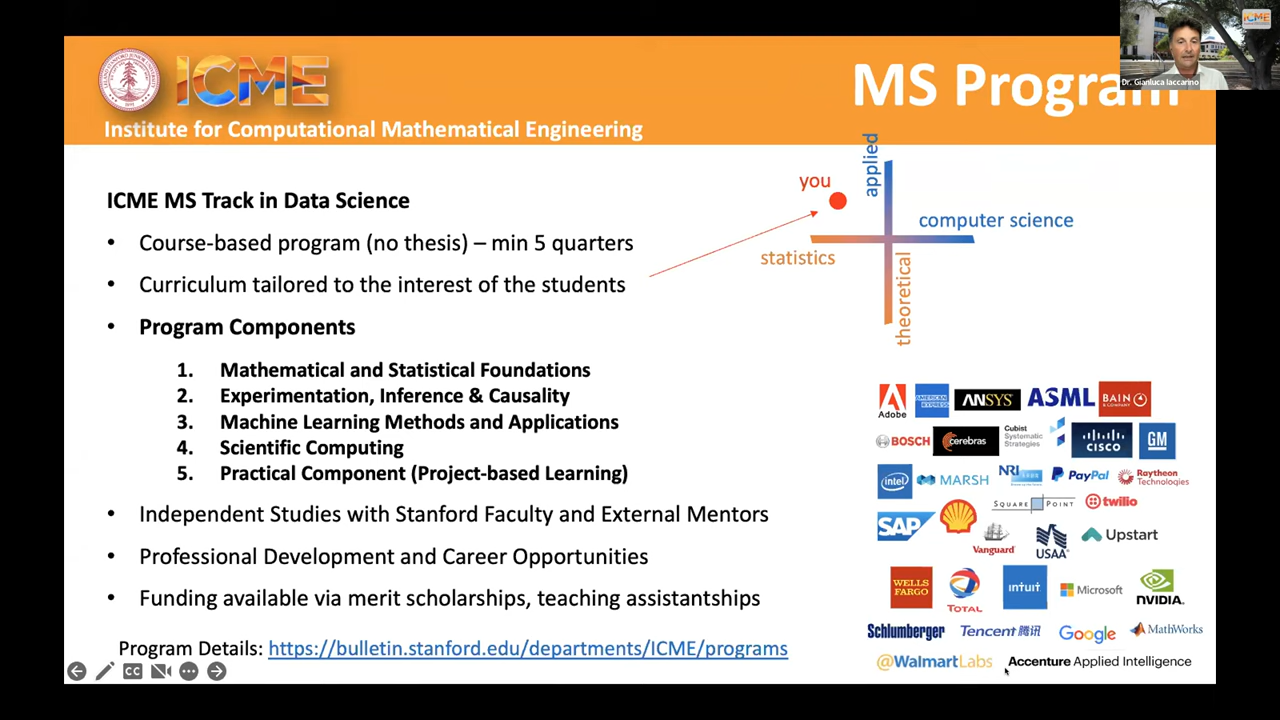 ICME
ICME
Dr. Gianluca Iaccarino
MS Program
Institute for Computational Mathematical Engineering
ICME MS Track in Data Science
• Course-based program (no thesis) – min 5 quarters
• Curriculum tailored to the interest of the students
• Program Components
1. Mathematical and Statistical Foundations
2. Experimentation, Inference & Causality
3. Machine Learning Methods and Applications
4. Scientific Computing
5. Practical Component (Project-based Learning)
• Independent Studies with Stanford Faculty and External Mentors
• Professional Development and Career Opportunities
• Funding available via merit scholarships, teaching assistantships
Program Details: https://bulletin.stanford.edu/departments/ICME/programs
CC
you
applied
computer science
statistics
theoretical
Adobe
AMERICAN EXPRESS
ANSYS
ASML
BAIN & COMPANY
BOSCH
cerebras
Cubist Systematic Strategies
CISCO
GM
intel
MARSH
NRI
PayPal
Raytheon Technologies
SAP
SQUARE POINT
twilio
Vanguard
USAA
Upstart
WELLS FARGO
TOTAL
INTUIT
Microsoft
NVIDIA
Schlumberger
Tencent 腾讯
Google
MathWorks
@WalmartLabs
Accenture Applied Intelligence